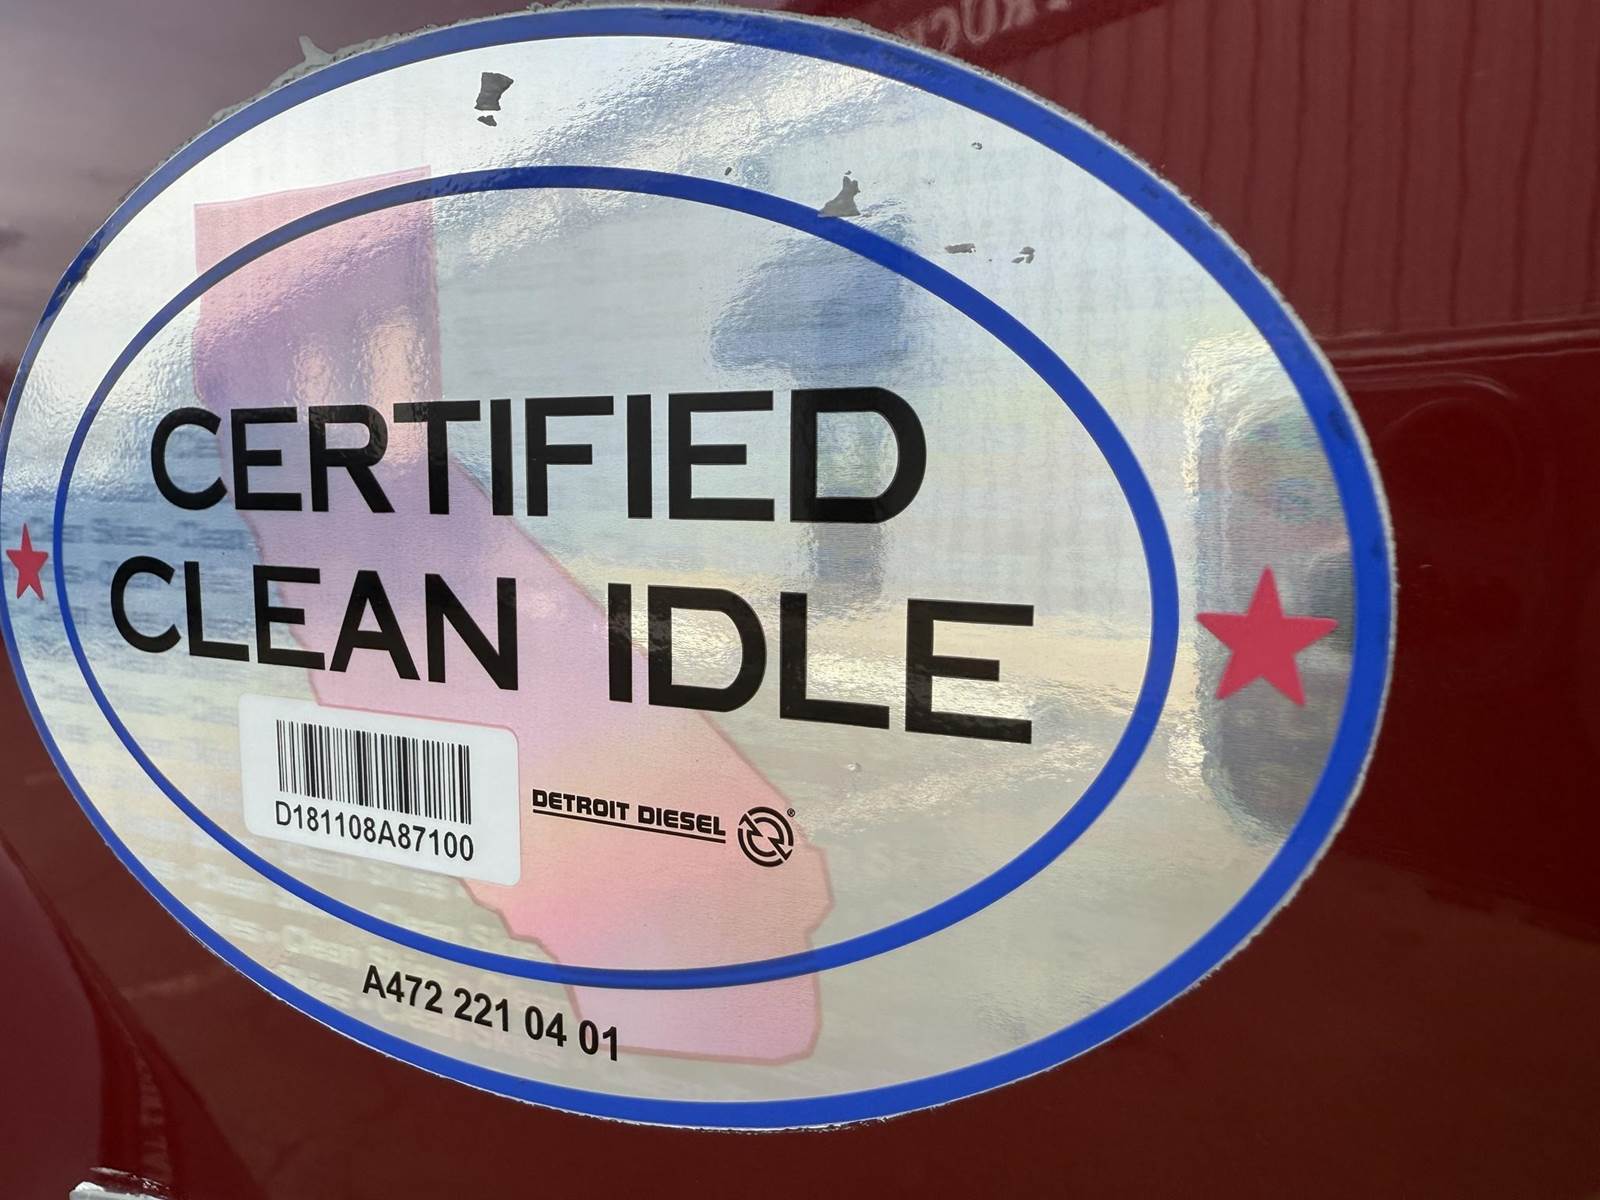 CERTIFIED
CLEAN IDLE
D181108A87100
DETROIT DIESEL ®
A472 221 04 01